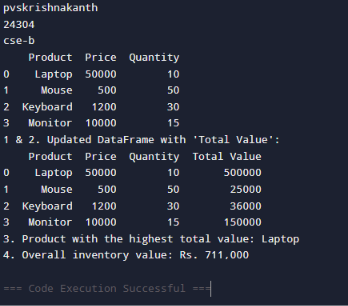 pvskrishnakanth
24304
cse-b
    Product  Price  Quantity
0    Laptop  50000        10
1     Mouse    500        50
2  Keyboard   1200        30
3   Monitor  10000        15
1 & 2. Updated DataFrame with 'Total Value':
    Product  Price  Quantity  Total Value
0    Laptop  50000        10       500000
1     Mouse    500        50        25000
2  Keyboard   1200        30        36000
3   Monitor  10000        15       150000
3. Product with the highest total value: Laptop
4. Overall inventory value: Rs. 711,000
=== Code Execution Successful ===